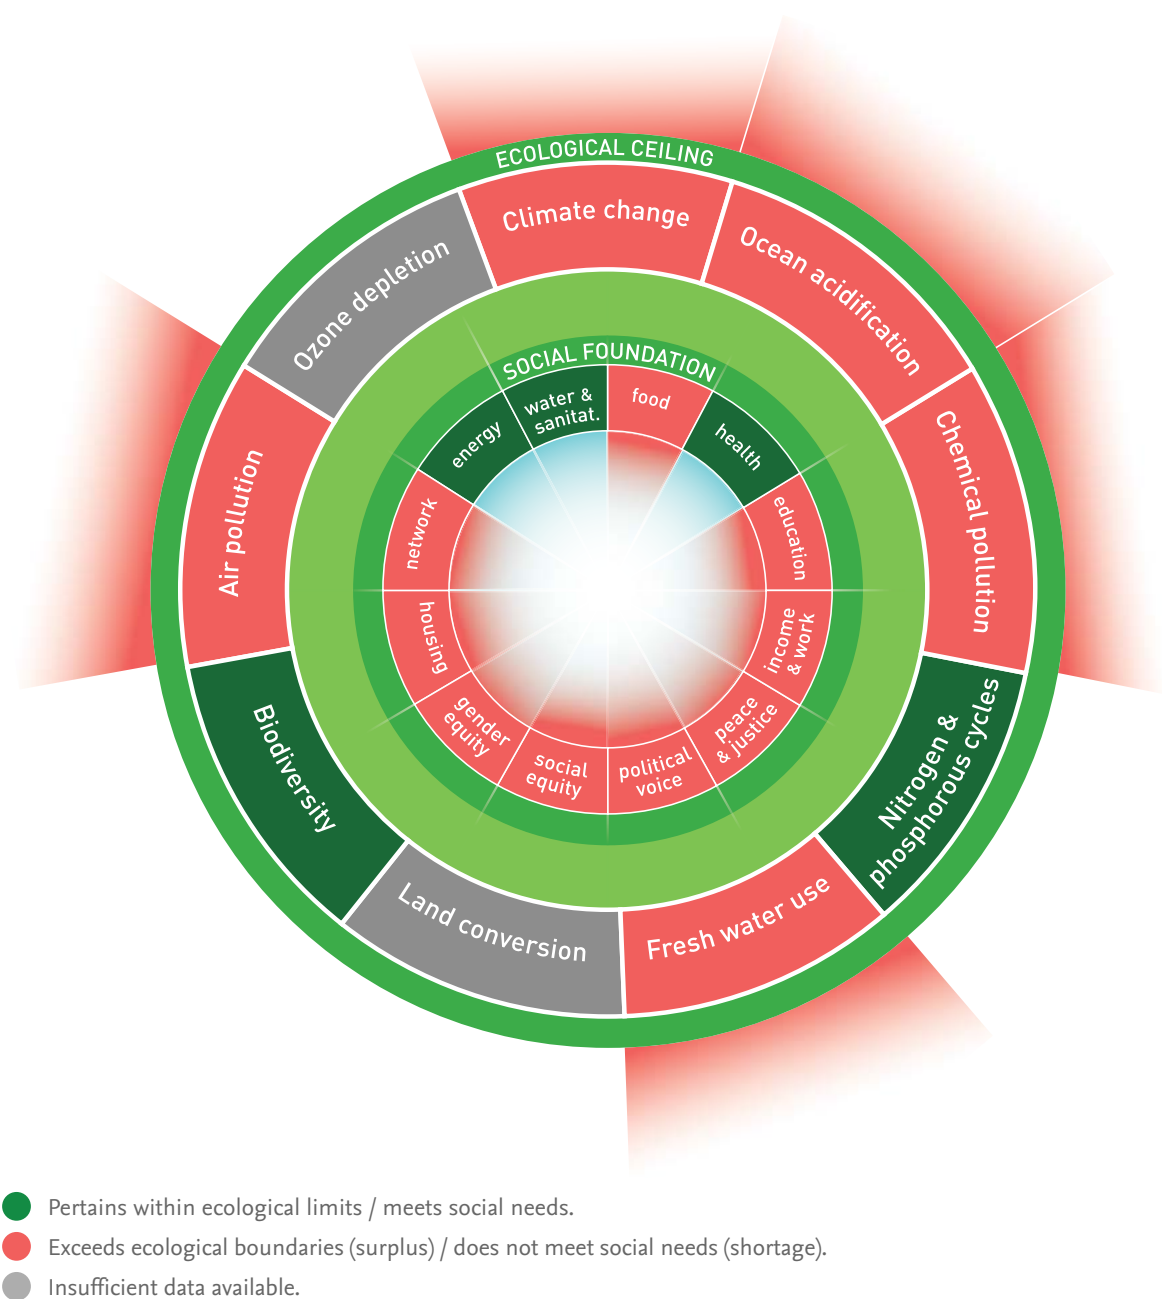 ECOLOGICAL CEILING
Climate change
Ocean acidification
Chemical pollution
Nitrogen &
phosphorous cycles
Fresh water use
Land conversion
Biodiversity
Air pollution
Ozone depletion
SOCIAL FOUNDATION
food
health
education
income
& work
peace
& justice
political
voice
social
equity
gender
equity
housing
network
energy
water &
sanitat.
Pertains within ecological limits / meets social needs.
Exceeds ecological boundaries (surplus) / does not meet social needs (shortage).
Insufficient data available.